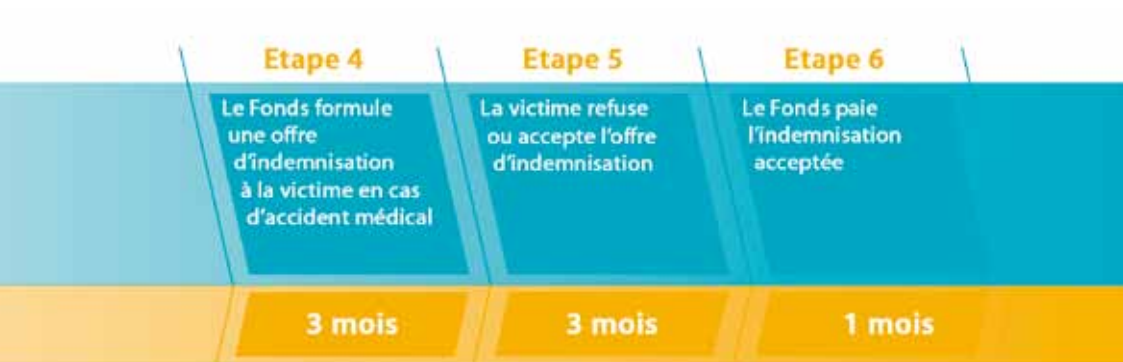 Etape 4
Le Fonds formule
une offre
d'indemnisation
à la victime en cas
d'accident médical
3 mois
Etape 5
La victime refuse
ou accepte l'offre
d'indemnisation
3 mois
Etape 6
Le Fonds paie
l'indemnisation
acceptée
1 mois